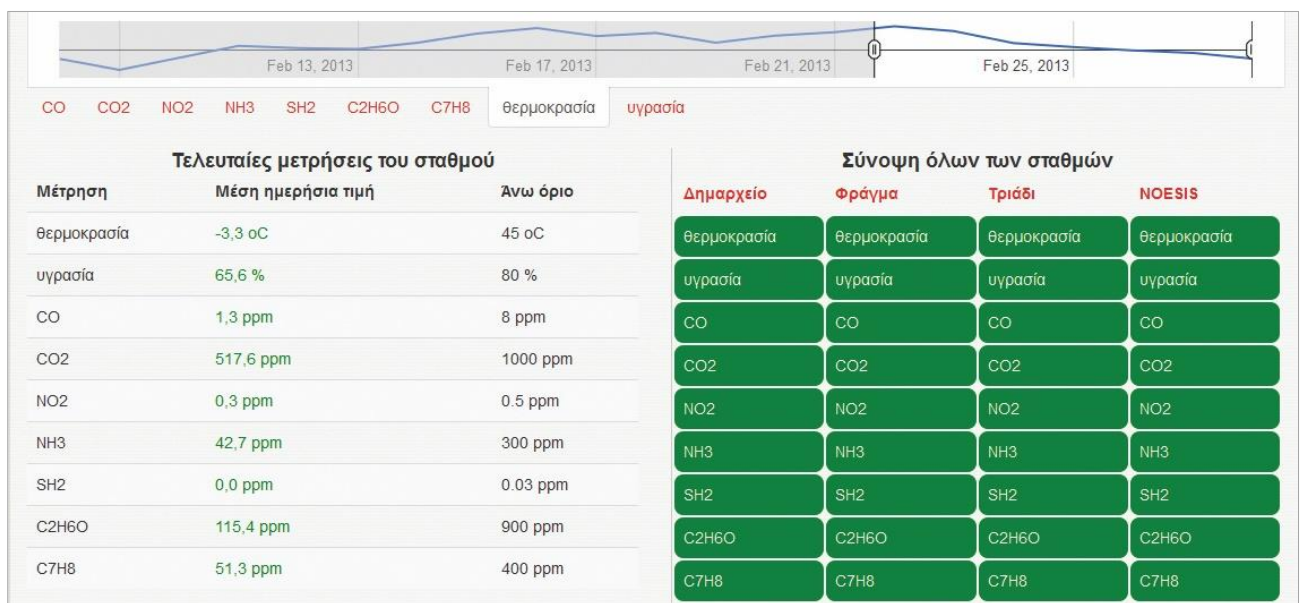 Feb 13, 2013 Feb 17, 2013 Feb 21, 2013 Feb 25, 2013
CO CO2 NO2 NH3 SH2 C2H6O C7H8 θερμοκρασία υγρασία
Τελευταίες μετρήσεις του σταθμού
Μέτρηση Μέση ημερήσια τιμή Άνω όριο
θερμοκρασία -3,3 oC 45 oC
υγρασία 65,6 % 80 %
CO 1,3 ppm 8 ppm
CO2 517,6 ppm 1000 ppm
NO2 0,3 ppm 0.5 ppm
NH3 42,7 ppm 300 ppm
SH2 0,0 ppm 0.03 ppm
C2H6O 115,4 ppm 900 ppm
C7H8 51,3 ppm 400 ppm
Σύνοψη όλων των σταθμών
Δημαρχείο Φράγμα Τριάδι NOESIS
θερμοκρασία θερμοκρασία θερμοκρασία θερμοκρασία
υγρασία υγρασία υγρασία υγρασία
CO CO CO CO
CO2 CO2 CO2 CO2
NO2 NO2 NO2 NO2
NH3 NH3 NH3 NH3
SH2 SH2 SH2 SH2
C2H6O C2H6O C2H6O C2H6O
C7H8 C7H8 C7H8 C7H8